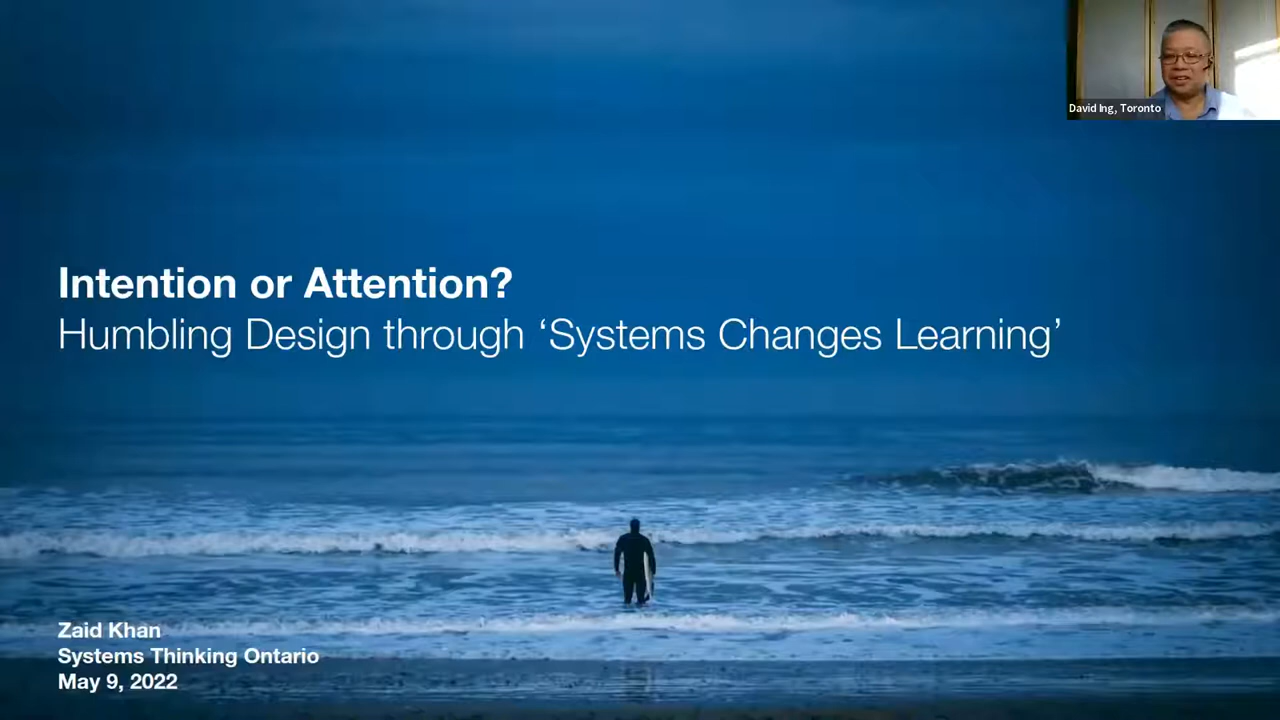 David Ing, Toronto
Intention or Attention?
Humbling Design through ‘Systems Changes Learning’
Zaid Khan
Systems Thinking Ontario
May 9, 2022